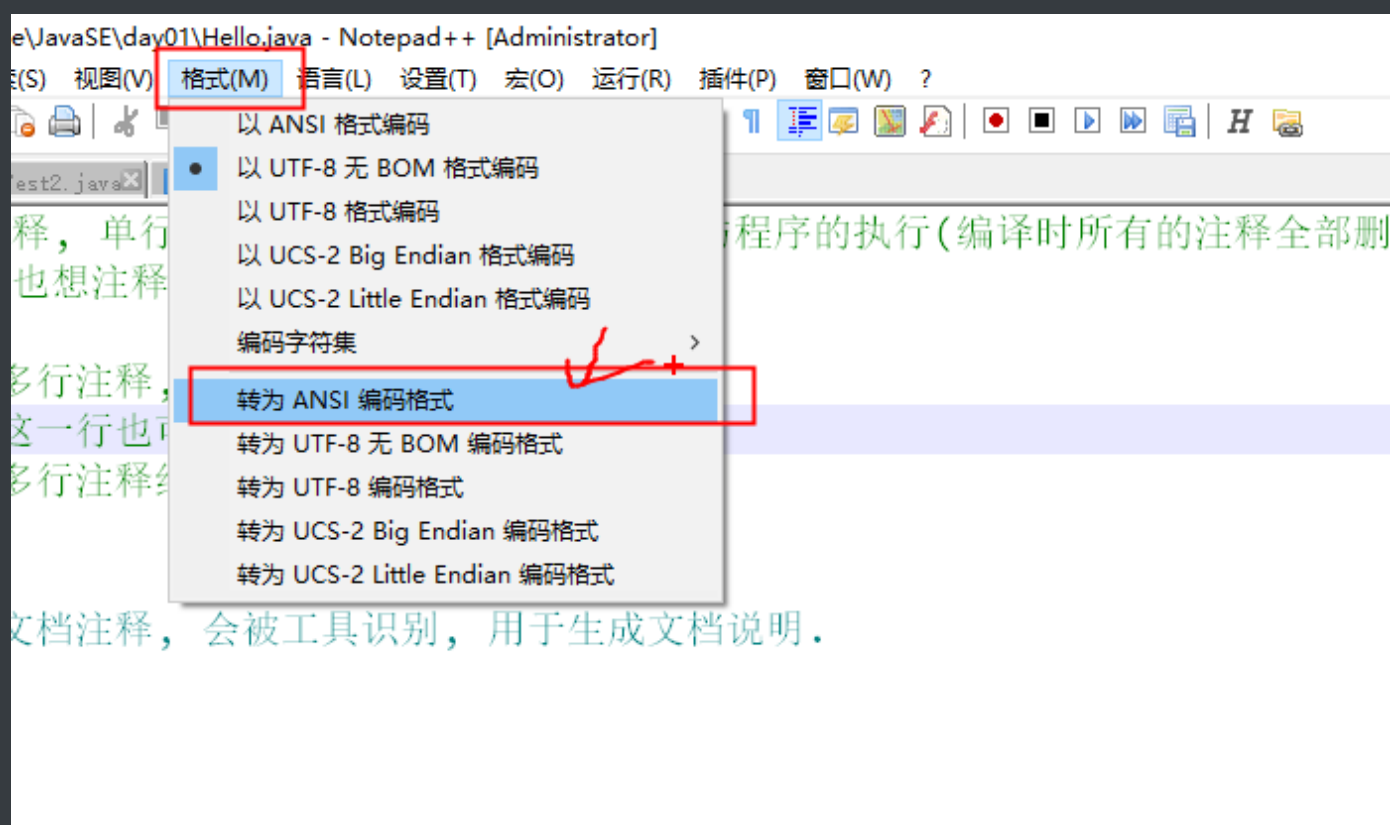 e\JavaSE\day01\Hello.java - Notepad++ [Administrator]
(S) 视图(V) 格式(M) 语言(L) 设置(T) 宏(O) 运行(R) 插件(P) 窗口(W) ?
以 ANSI 格式编码
est2.java
以 UTF-8 无 BOM 格式编码
以 UTF-8 格式编码
释, 单行 程序的执行(编译时所有的注释全部删
以 UCS-2 Big Endian 格式编码
也想注释
以 UCS-2 Little Endian 格式编码
编码字符集
多行注释,
转为 ANSI 编码格式
这一行也
转为 UTF-8 无 BOM 编码格式
多行注释
转为 UTF-8 编码格式
转为 UCS-2 Big Endian 编码格式
转为 UCS-2 Little Endian 编码格式
文档注释, 会被工具识别, 用于生成文档说明.